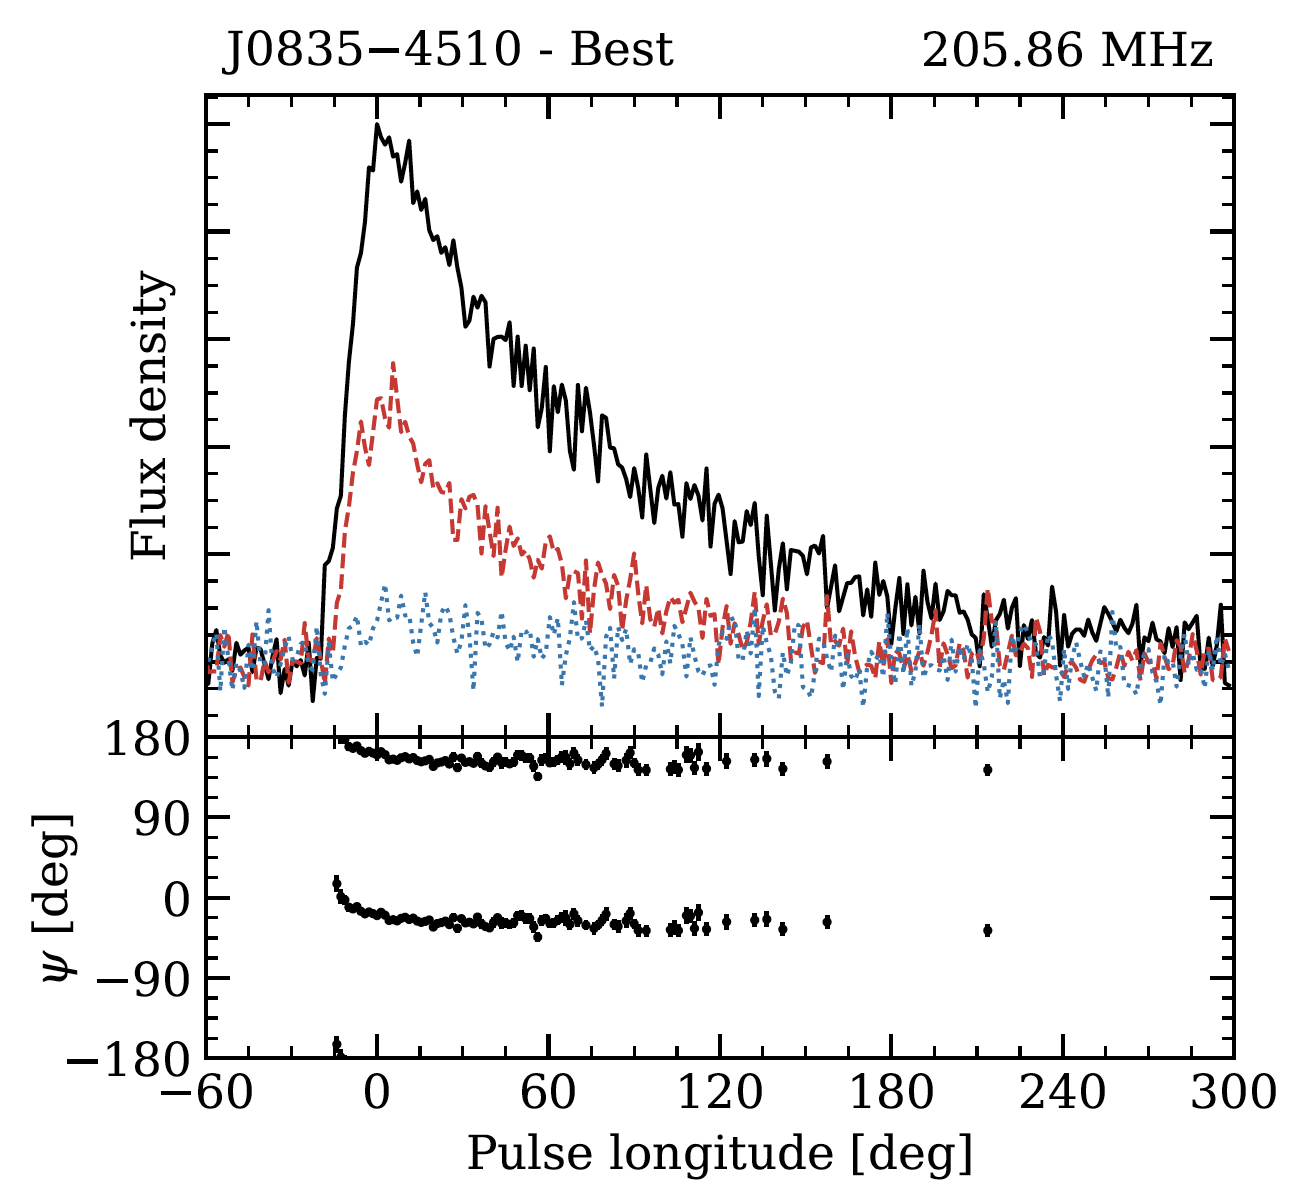 J0835−4510 - Best
205.86 MHz
Flux density
180
90
0
−90
−180
ψ [deg]
−60 0 60 120 180 240 300
Pulse longitude [deg]